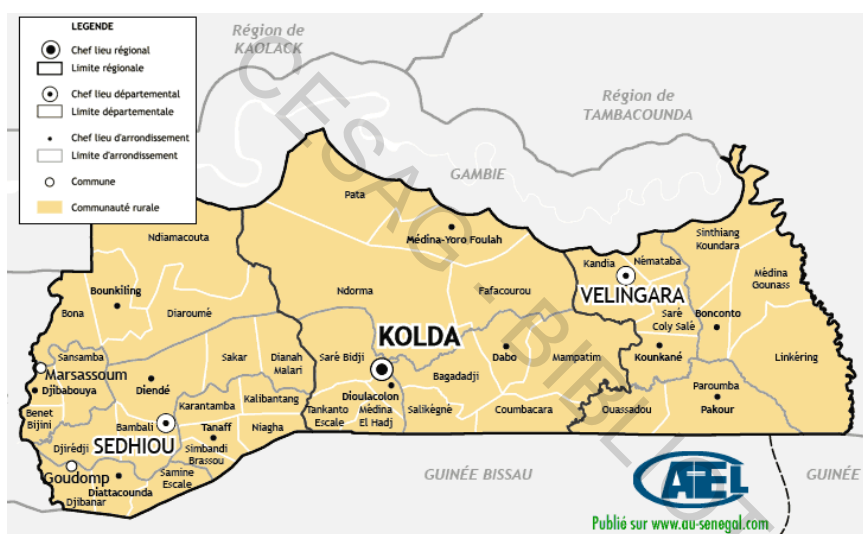 LEGENDE
Chef lieu régional
Limite régionale
Chef lieu départemental
Limite départementale
Chef lieu d'arrondissement
Limite d'arrondissement
Commune
Communauté rurale
Région de
KAOLACK
Région de
TAMBACOUNDA
GAMBIE
Pata
Médina-Yoro Foulah
Ndiamacouta
Sinthiang
Koundara
Kandia
Némataba
Médina
Gounass
Bounkiling
Ndorma
Fafacourou
VELINGARA
Bona
Diaroumé
Saré
Coly Salé
Bonconto
KOLDA
Sansamba
Sakar
Dianah
Malari
Saré Bidji
Dabo
Mampatim
Kounkané
Linkéring
Marsassoum
Djibabouya
Diendé
Bagadadji
Dioulacolon
Paroumba
Pakour
Benet
Bijini
Karantamba
Kalibantang
Tankanto
Escale
Médina
El Hadj
Salikégné
Coumbacara
Ouassadou
Bambali
Tanaff
Niagha
SEDHIOU
Djirédji
Simbandi
Brassou
Goudomp
Diattacounda
Samine
Escale
Djibanar
GUINÉE BISSAU
GUINÉE
CESAG - BIBLIOT
AEL
Publié sur www.au-senegal.com